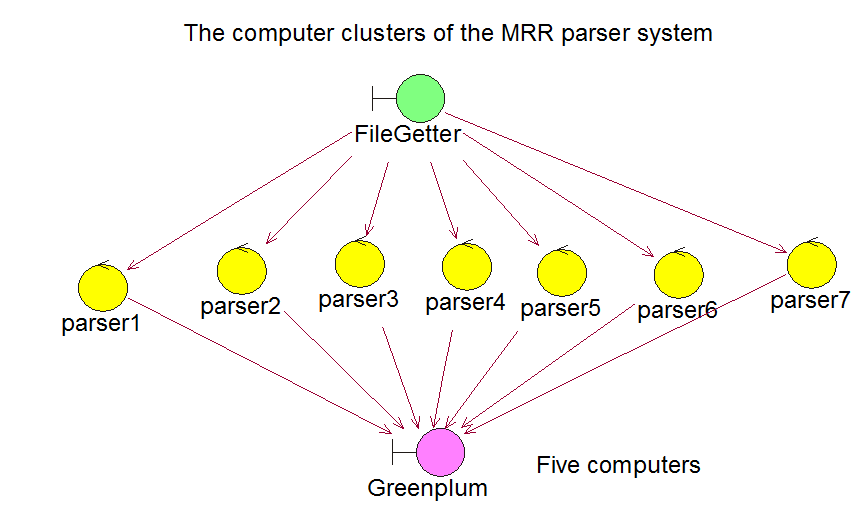 The computer clusters of the MRR parser system
FileGetter
parser1
parser2
parser3
parser4
parser5
parser6
parser7
Greenplum
Five computers